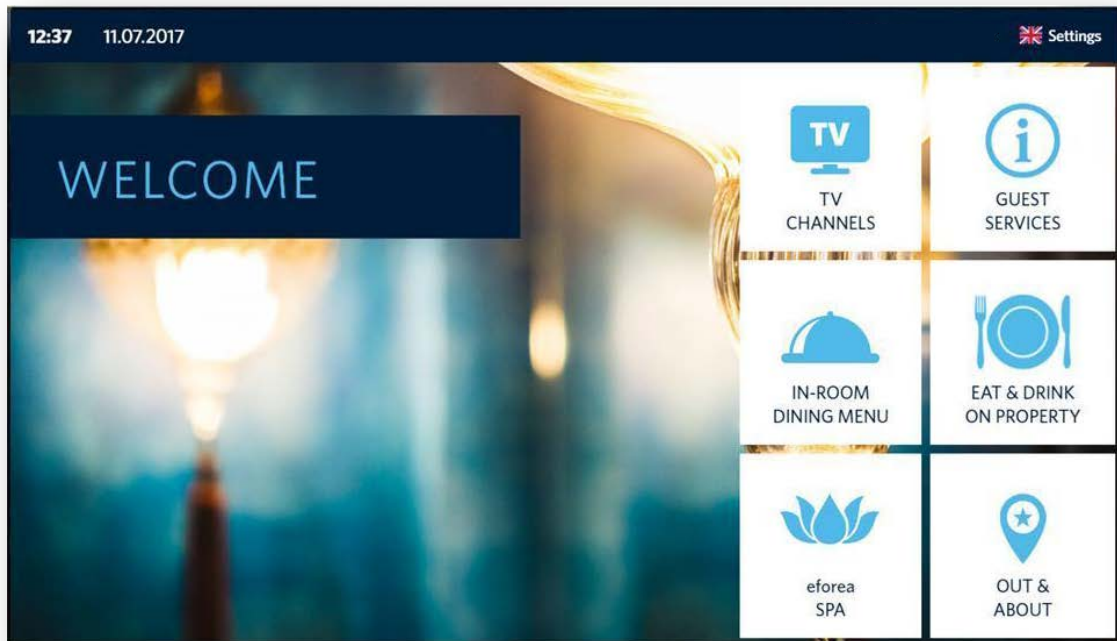 12:37 11.07.2017
Settings
WELCOME
TV
TV
CHANNELS
i
GUEST
SERVICES
IN-ROOM
DINING MENU
EAT & DRINK
ON PROPERTY
eforea
SPA
OUT &
ABOUT